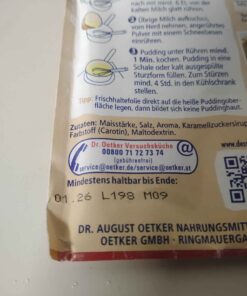 nach mit mind. 6 EL von der
kalten Milch glatt rühren.
2 Übrige Milch aufkochen,
vom Herd nehmen, angerührtes
Pulver mit einem Schneebesen
einrühren.
3 Pudding unter Rühren mind.
1 Min. kochen. Pudding in eine
Schale oder kalt ausgespülte
Sturzform füllen. Zum Stürzen
mind. 4 Std. in den Kühlschrank
stellen.
TIPP: Frischhaltefolie direkt auf die heiße Puddingober-
fläche legen, dann bildet sich keine Puddinghaut.
Zutaten: Maisstärke, Salz, Aroma, Karamellzuckersirup,
Farbstoff (Carotin), Maltodextrin.
Dr. Oetker Versuchsküche
00800 71 72 73 74
(gebührenfrei)
service@oetker.de/service@oetker.at
Mindestens haltbar bis Ende:
01.26 L198 M09
DR. AUGUST OETKER NAHRUNGSMITT
OETKER GMBH · RINGMAUERGA